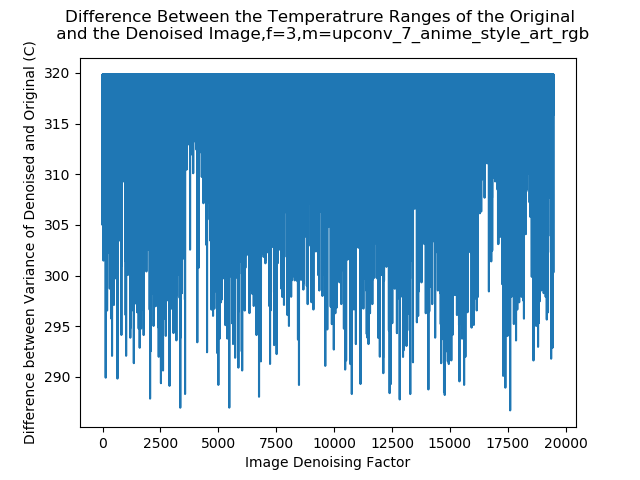 Difference Between the Temperatrure Ranges of the Original
and the Denoised Image,f=3,m=upconv_7_anime_style_art_rgb
Difference between Variance of Denoised and Original (C)
320
315
310
305
300
295
290
0 2500 5000 7500 10000 12500 15000 17500 20000
Image Denoising Factor